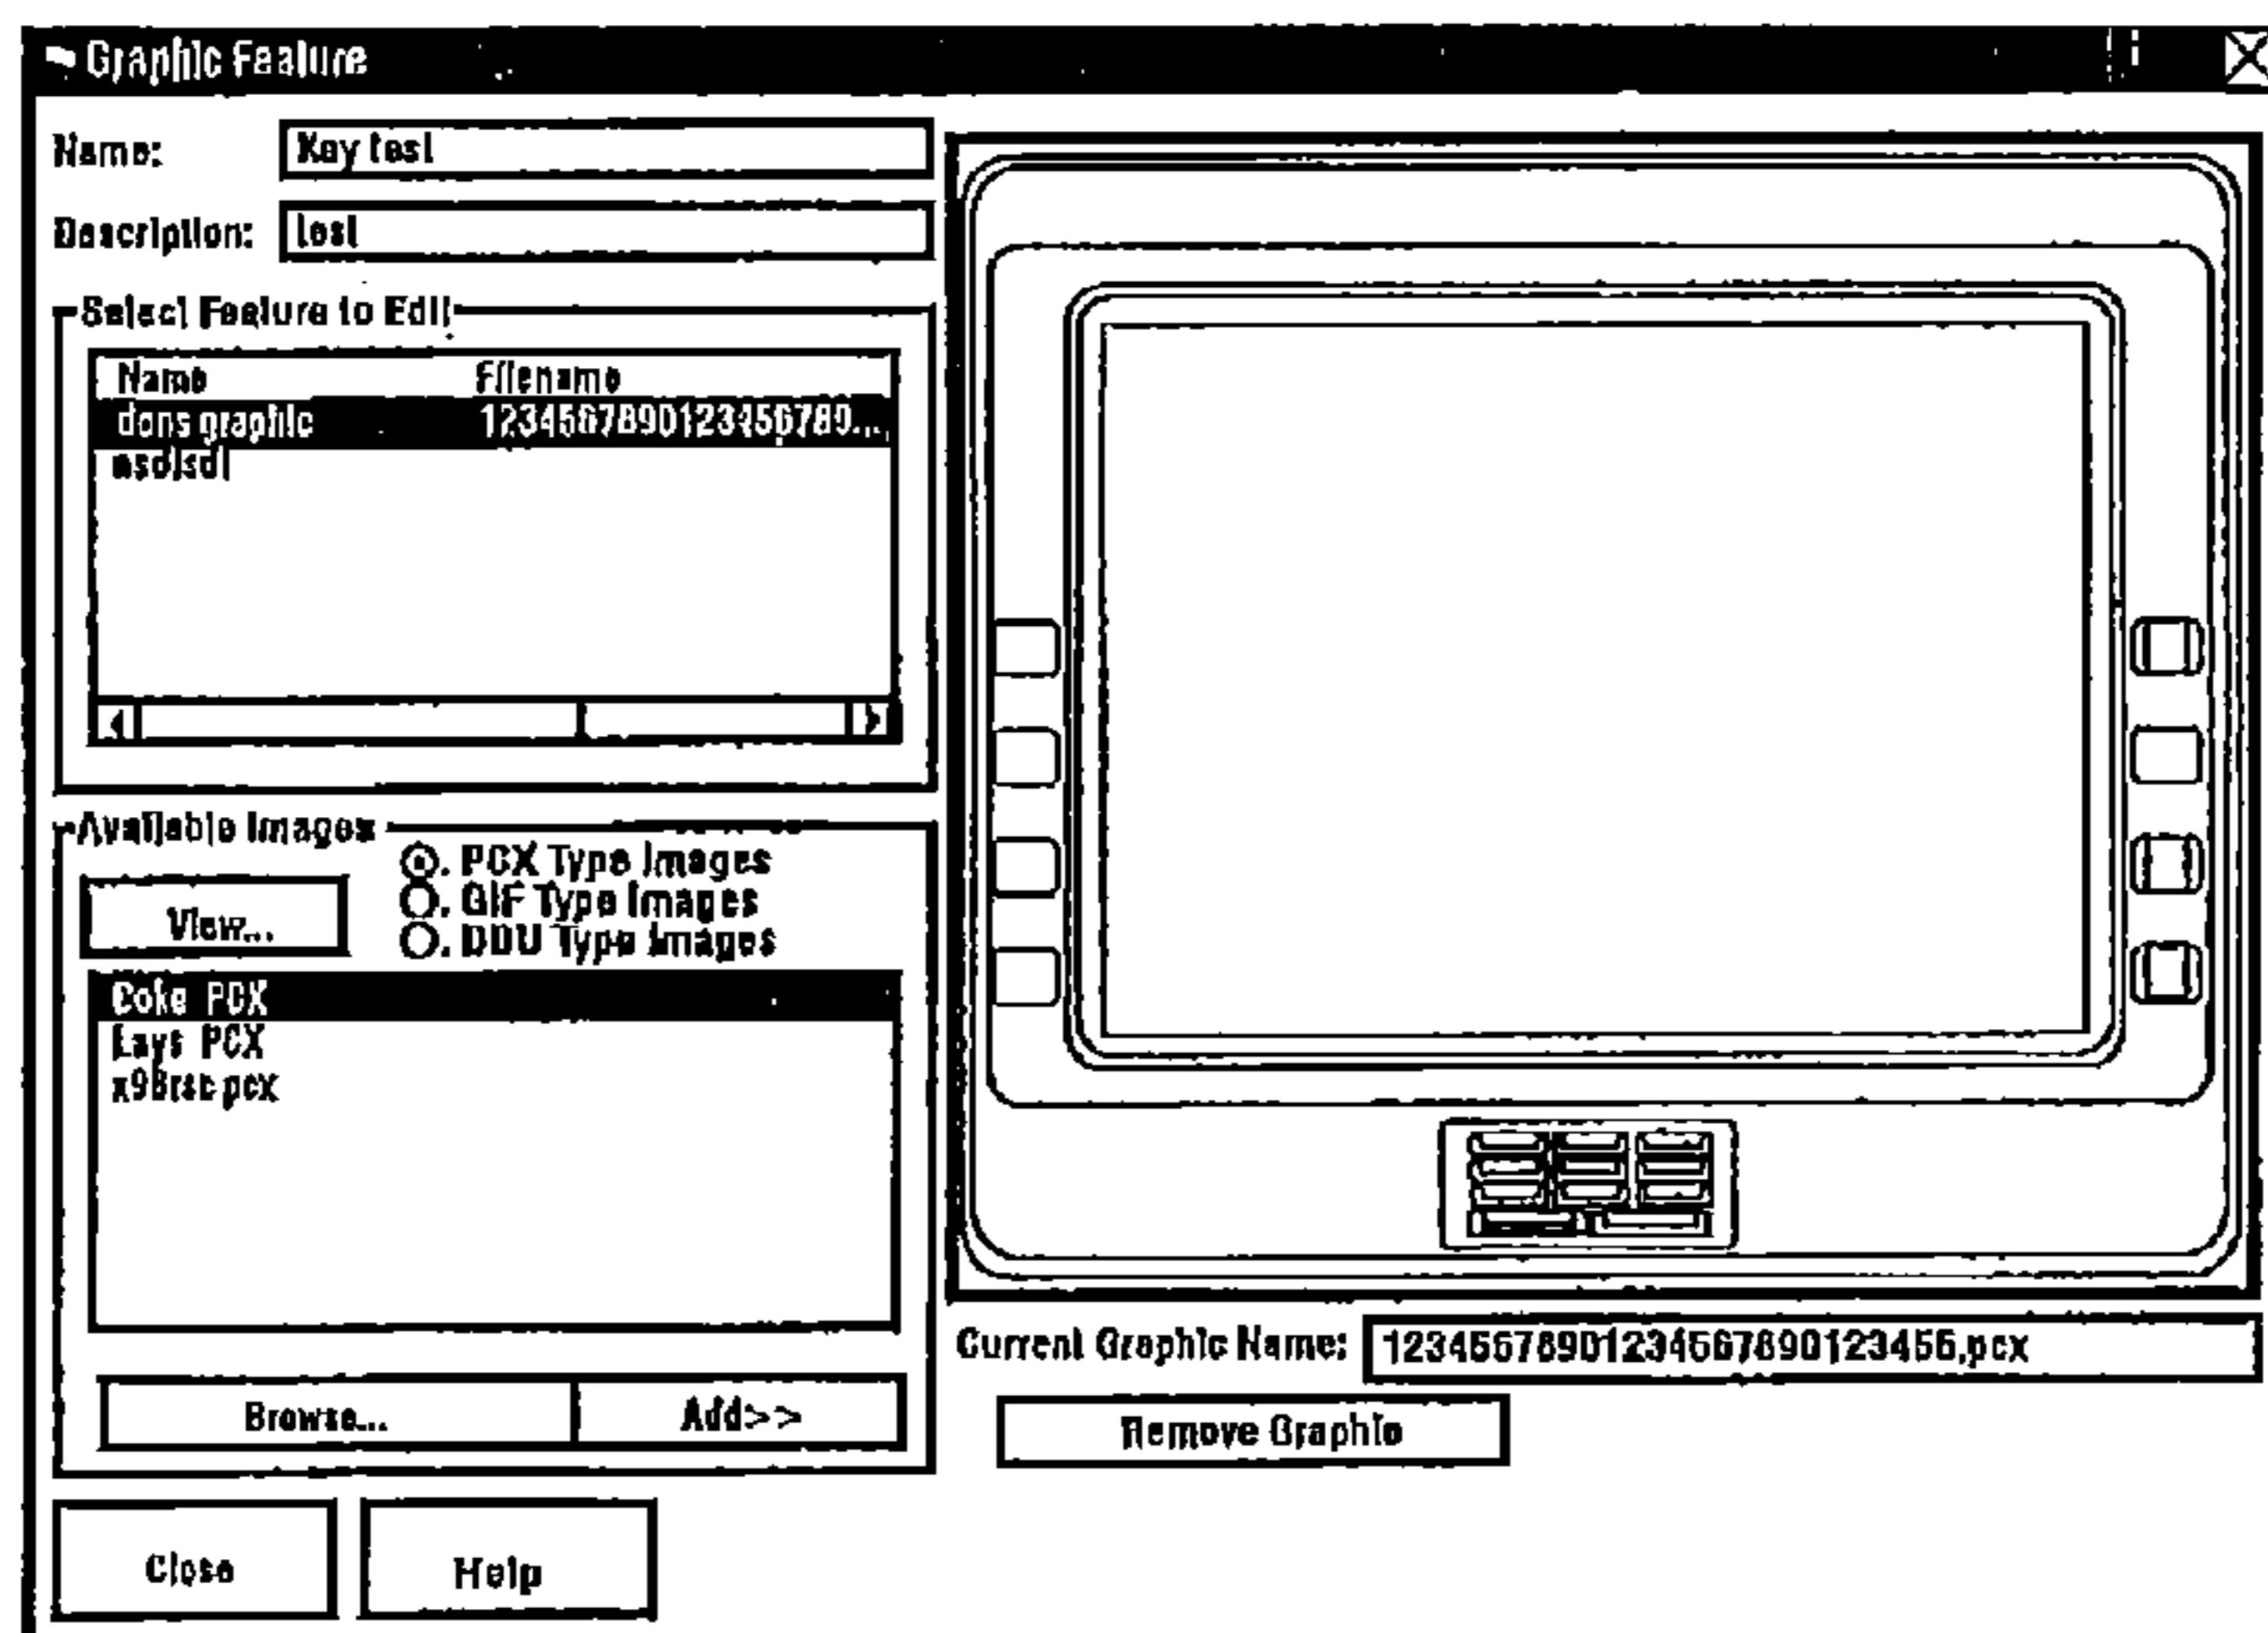 Graphic Feature
Name: Key test
Description: test
Select Feature to Edit
Name Filename
dons graphic 1234567890123456789...
Available Images
PCX Type Images
GIF Type Images
View...
DDU Type Images
Coke PCX
Lays PCX
Browse... Add>>
Current Graphic Name: 12345678901234567890123456.pcx
Remove Graphic
Close Help